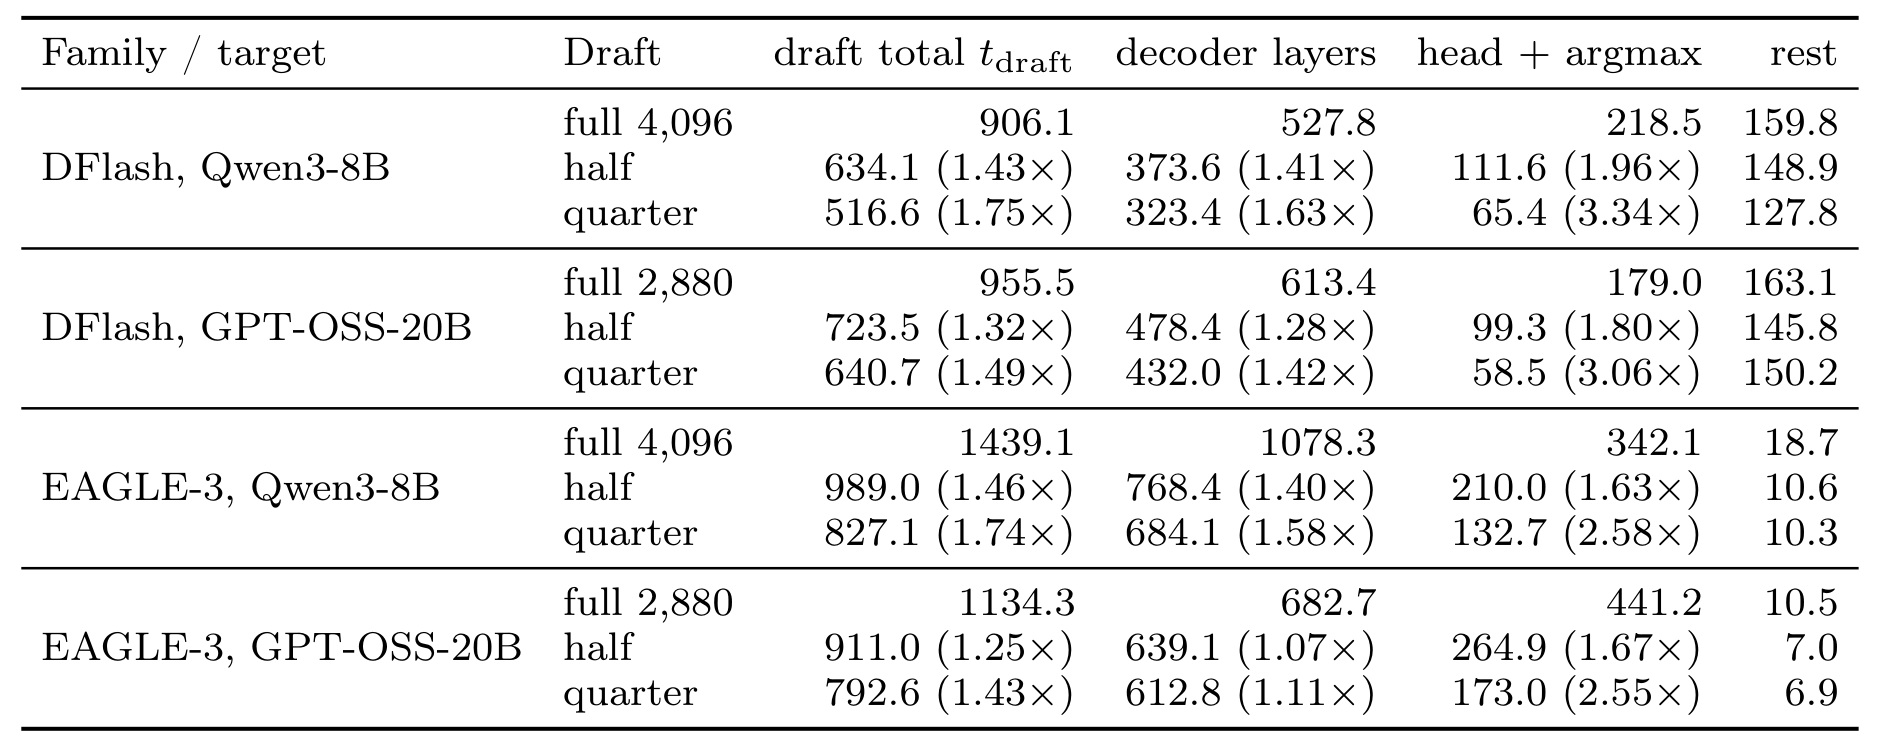 Family / target Draft draft total t_draft decoder layers head + argmax rest
full 4,096 906.1 527.8 218.5 159.8
DFlash, Qwen3-8B half 634.1 (1.43×) 373.6 (1.41×) 111.6 (1.96×) 148.9
quarter 516.6 (1.75×) 323.4 (1.63×) 65.4 (3.34×) 127.8
full 2,880 955.5 613.4 179.0 163.1
DFlash, GPT-OSS-20B half 723.5 (1.32×) 478.4 (1.28×) 99.3 (1.80×) 145.8
quarter 640.7 (1.49×) 432.0 (1.42×) 58.5 (3.06×) 150.2
full 4,096 1439.1 1078.3 342.1 18.7
EAGLE-3, Qwen3-8B half 989.0 (1.46×) 768.4 (1.40×) 210.0 (1.63×) 10.6
quarter 827.1 (1.74×) 684.1 (1.58×) 132.7 (2.58×) 10.3
full 2,880 1134.3 682.7 441.2 10.5
EAGLE-3, GPT-OSS-20B half 911.0 (1.25×) 639.1 (1.07×) 264.9 (1.67×) 7.0
quarter 792.6 (1.43×) 612.8 (1.11×) 173.0 (2.55×) 6.9